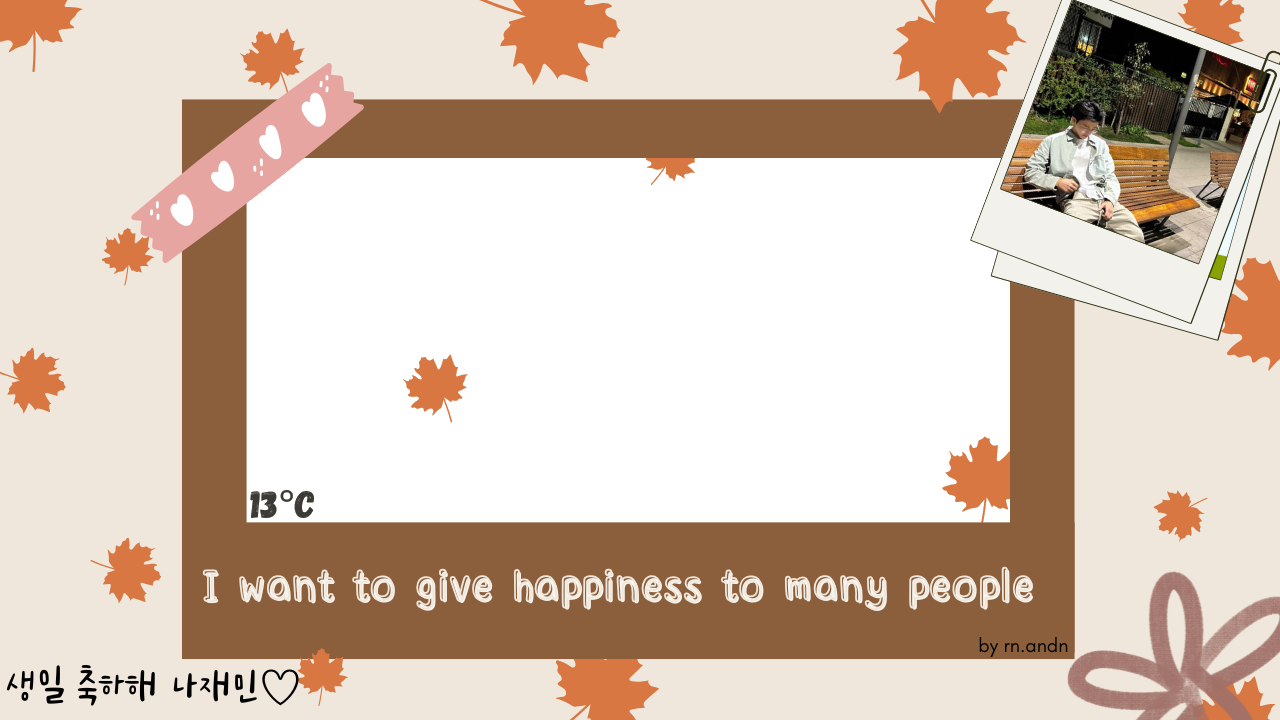 13°C
I want to give happiness to many people
by rn.andn
생일 축하해 나재민♡